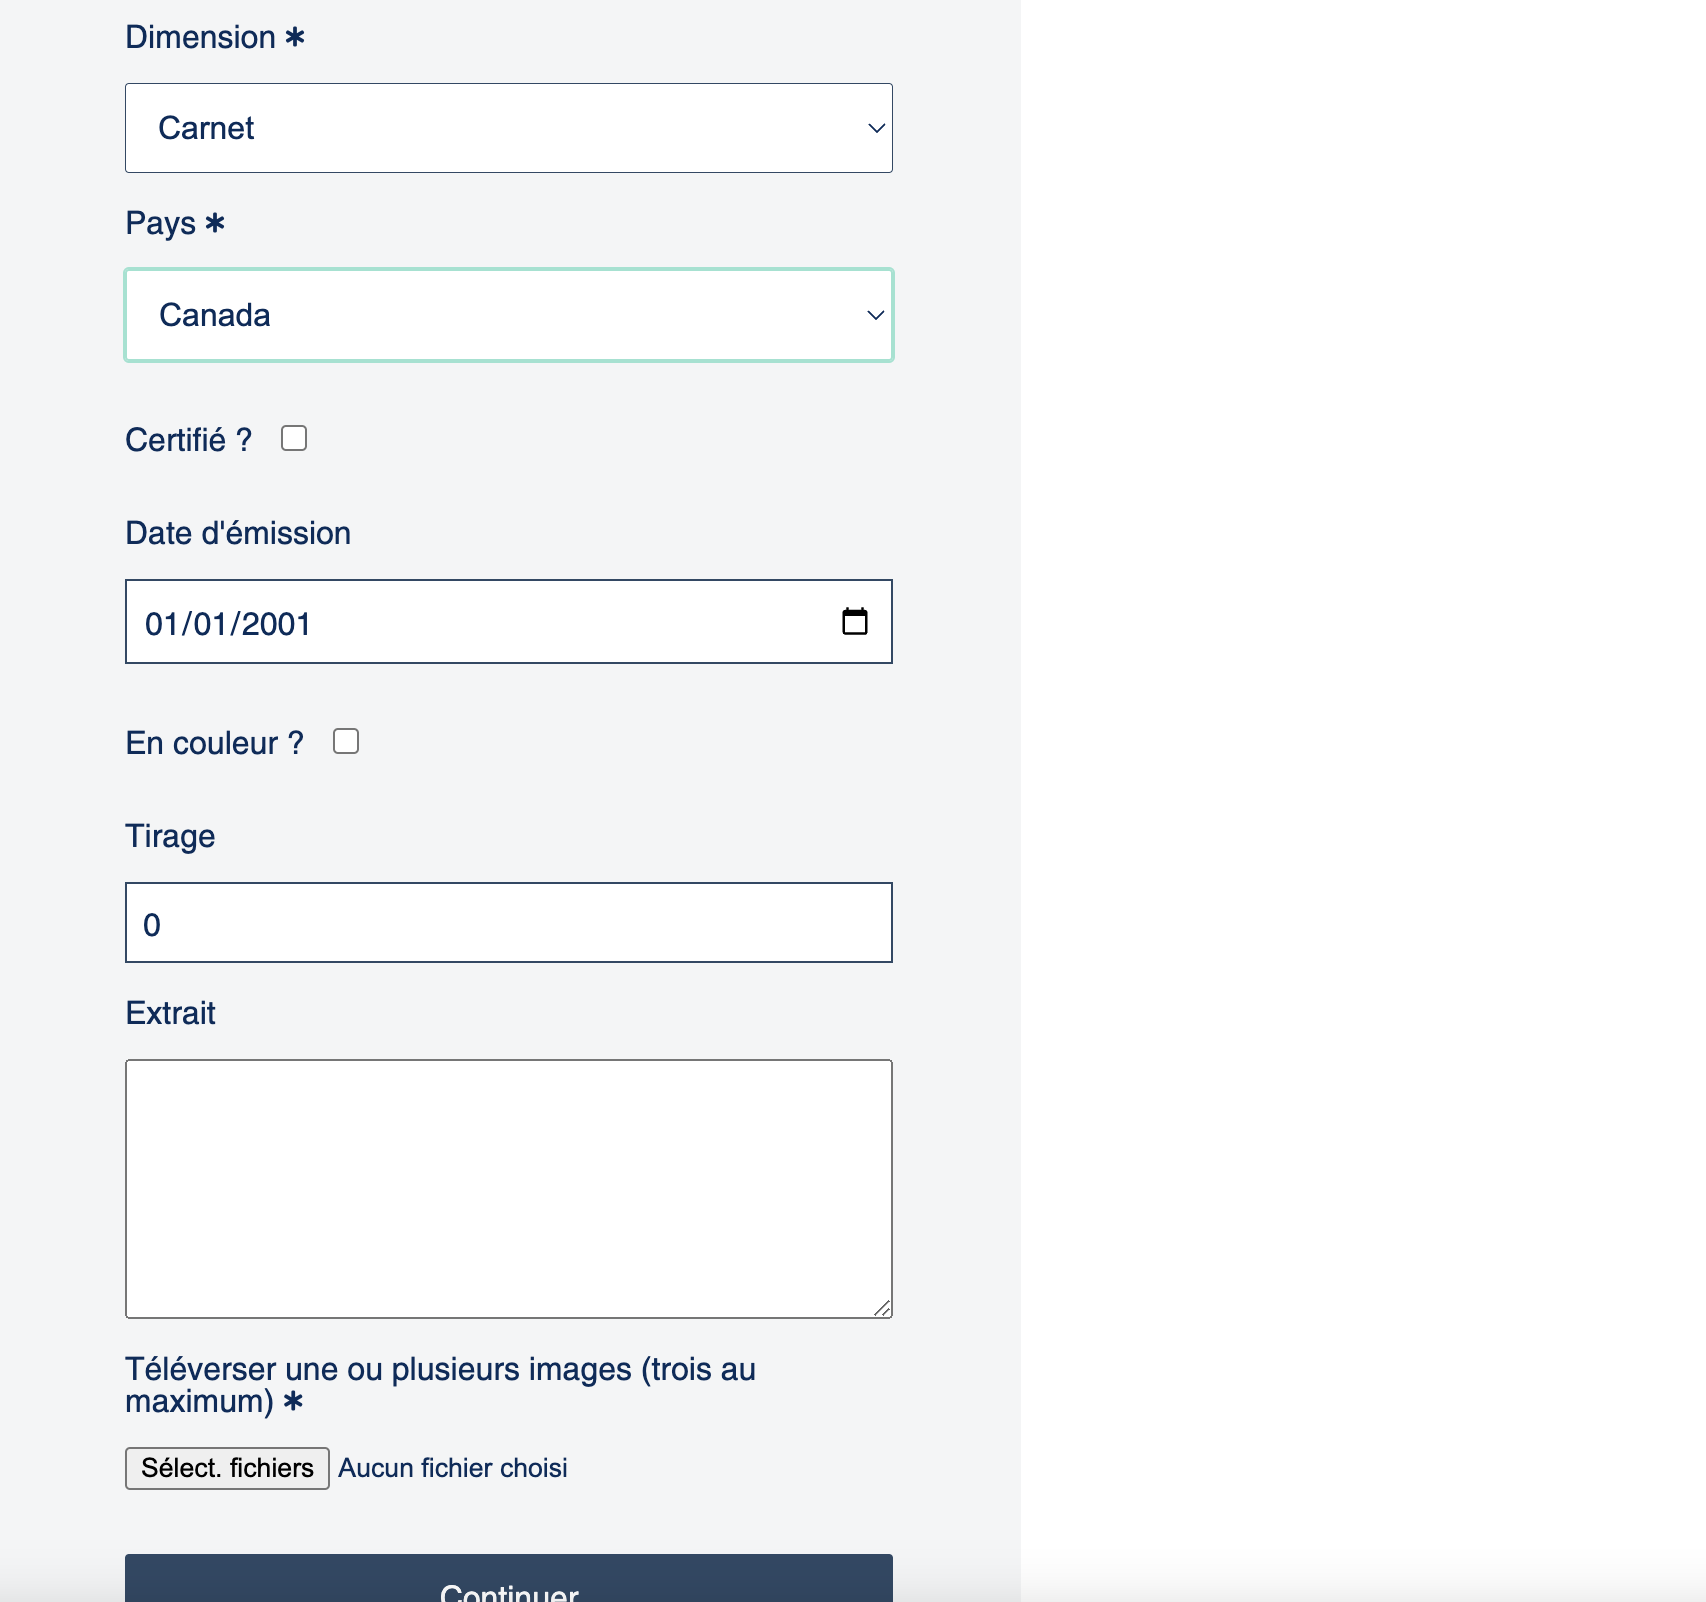 Dimension *
Carnet
Pays *
Canada
Certifié ?
Date d'émission
01/01/2001
En couleur ?
Tirage
0
Extrait
Téléverser une ou plusieurs images (trois au
maximum) *
Sélect. fichiers Aucun fichier choisi
Continuer